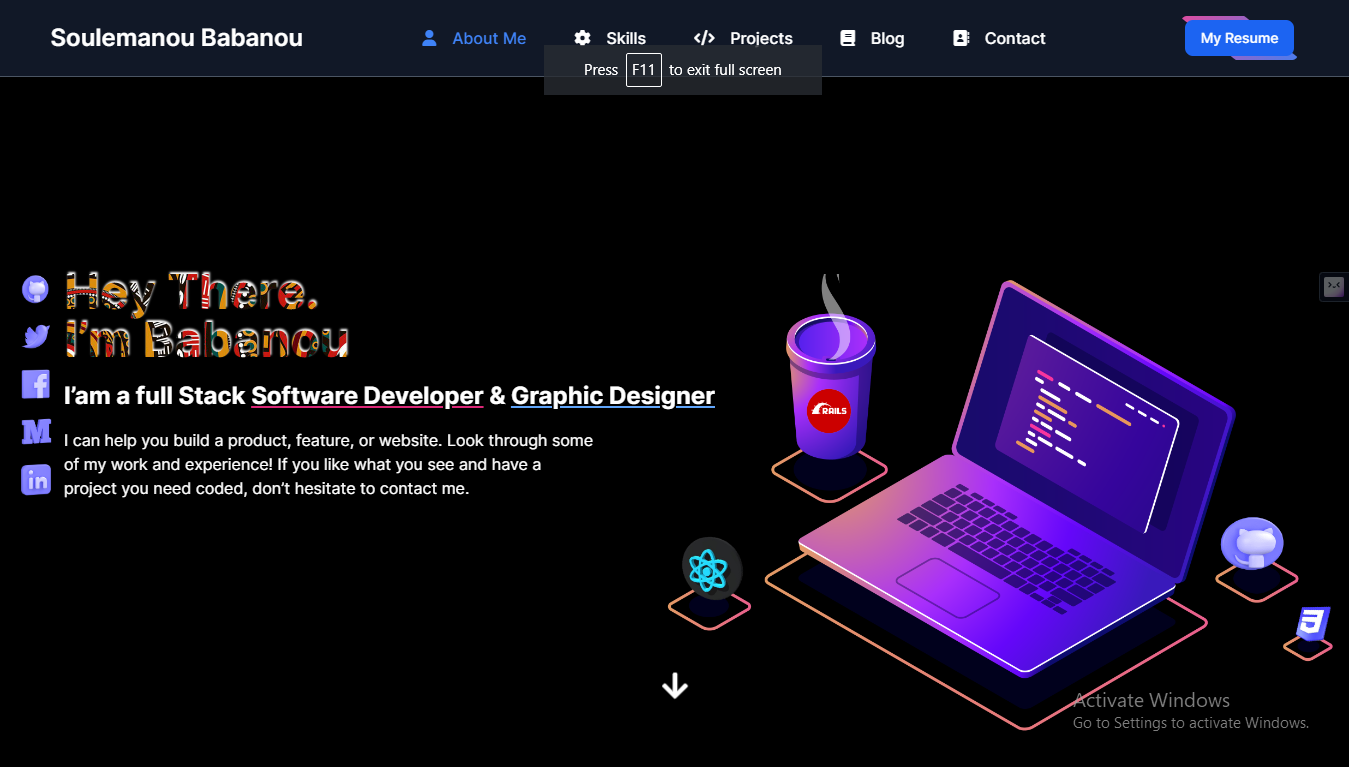 Soulemanou Babanou
About Me
Skills
Projects
Blog
Contact
My Resume
Press F11 to exit full screen
Hey There.
I’m Babanou
I’am a full Stack Software Developer & Graphic Designer
I can help you build a product, feature, or website. Look through some
of my work and experience! If you like what you see and have a
project you need coded, don’t hesitate to contact me.
M
in
RAILS
3
Activate Windows
Go to Settings to activate Windows.